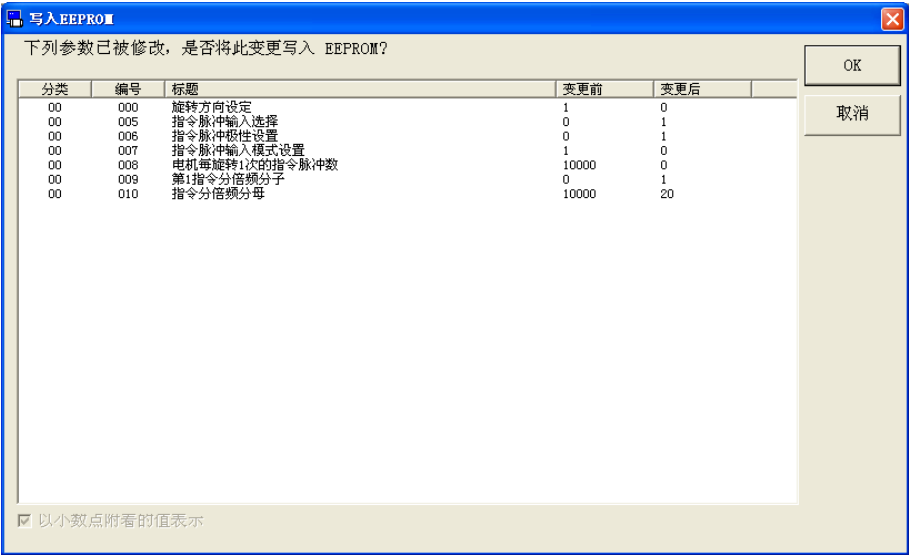 写入EEPROM
下列参数已被修改，是否将此变更写入 EEPROM?
OK
取消
分类 编号 标题 变更前 变更后
00 000 旋转方向设定 1 0
00 005 指令脉冲输入选择 0 1
00 006 指令脉冲极性设置 0 1
00 007 指令脉冲输入模式设置 1 0
00 008 电机每旋转1次的指令脉冲数 10000 0
00 009 第1指令分倍频分子 0 1
00 010 指令分倍频分母 10000 20
以小数点附着的值表示